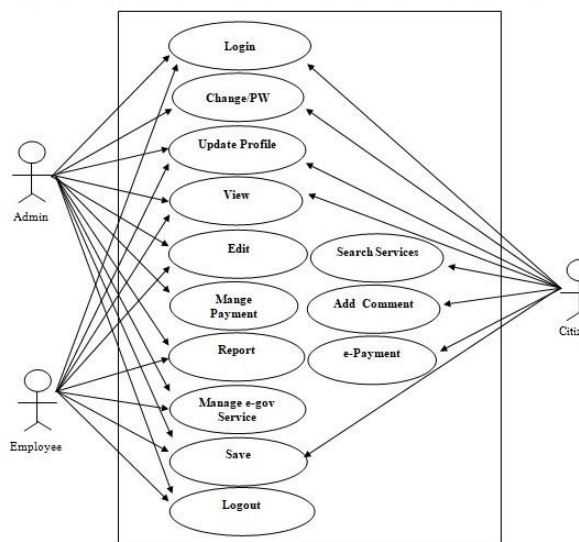 Login
Change/PW
Update Profile
View
Edit
Mange
Payment
Report
Manage e-gov
Service
Save
Logout
Search Services
Add Comment
e-Payment
Admin
Employee